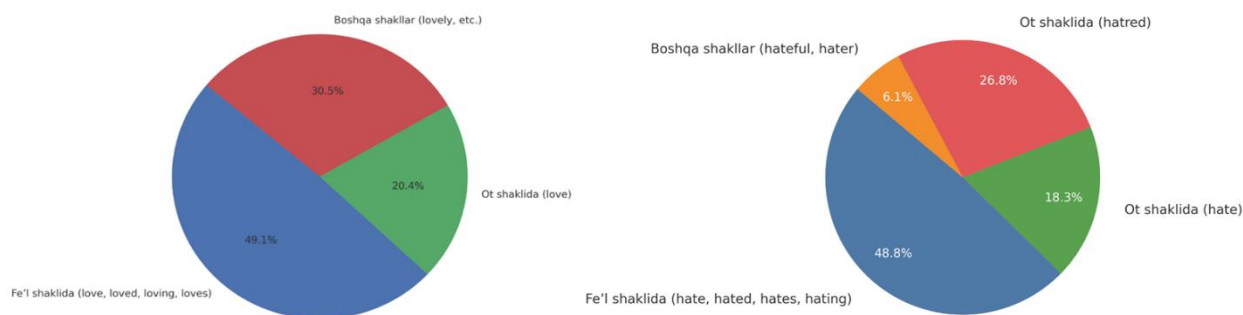 Boshqa shakllar (lovely, etc.)
30.5%
20.4%
Ot shaklida (love)
49.1%
Fe’l shaklida (love, loved, loving, loves)
Ot shaklida (hatred)
Boshqa shakllar (hateful, hater)
26.8%
6.1%
18.3%
Ot shaklida (hate)
48.8%
Fe’l shaklida (hate, hated, hates, hating)